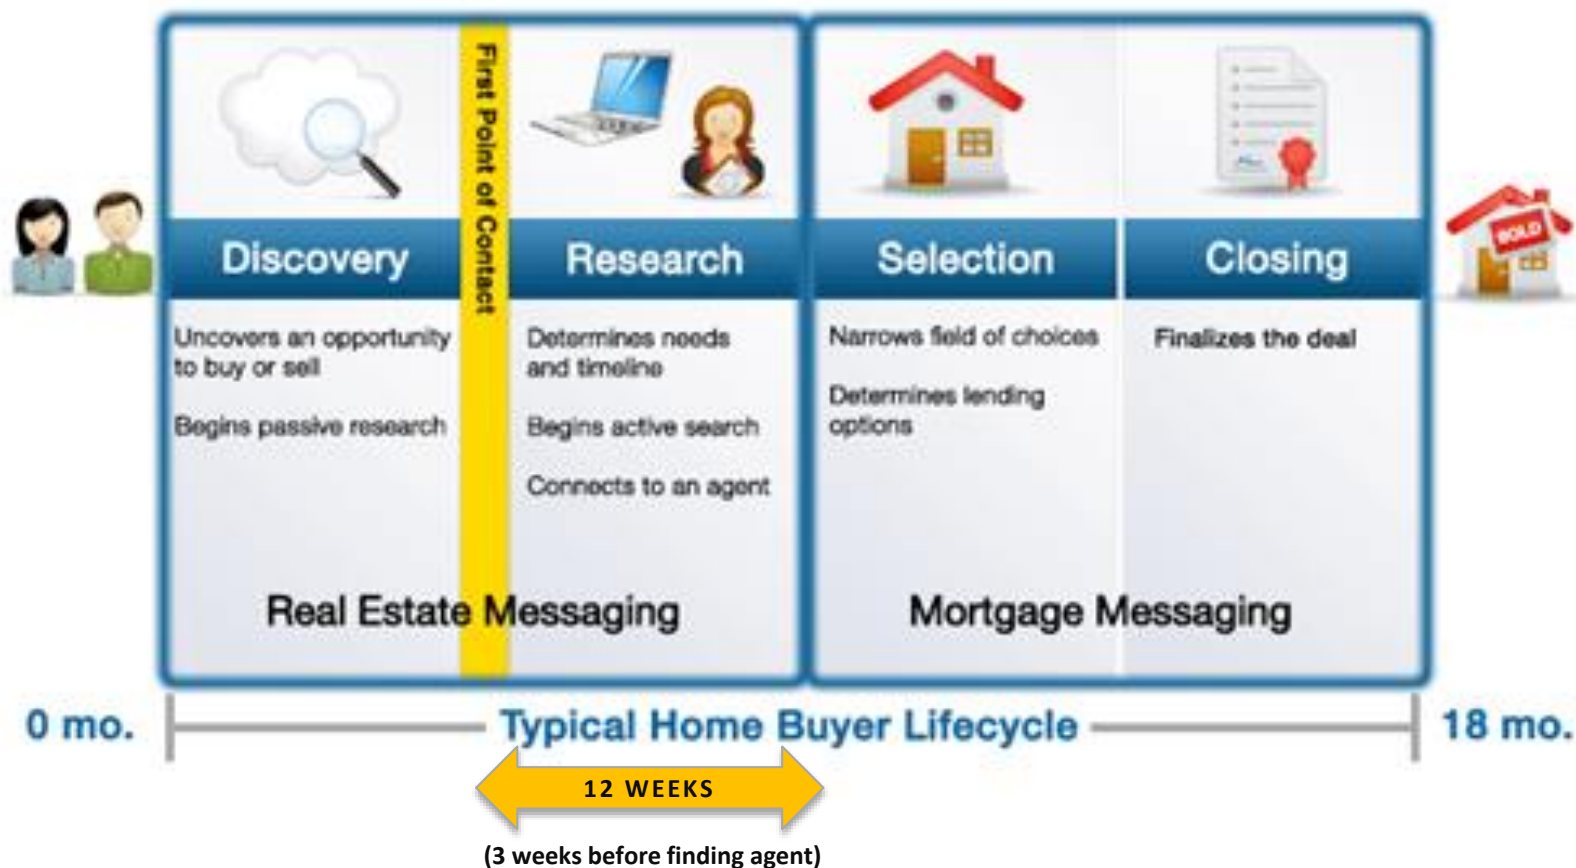 First Point of Contact
Discovery
Uncovers an opportunity
to buy or sell
Begins passive research
Research
Determines needs
and timeline
Begins active search
Connects to an agent
Selection
Narrows field of choices
Determines lending
options
Closing
Finalizes the deal
SOLD
Real Estate Messaging
Mortgage Messaging
0 mo.
Typical Home Buyer Lifecycle
18 mo.
12 WEEKS
(3 weeks before finding agent)